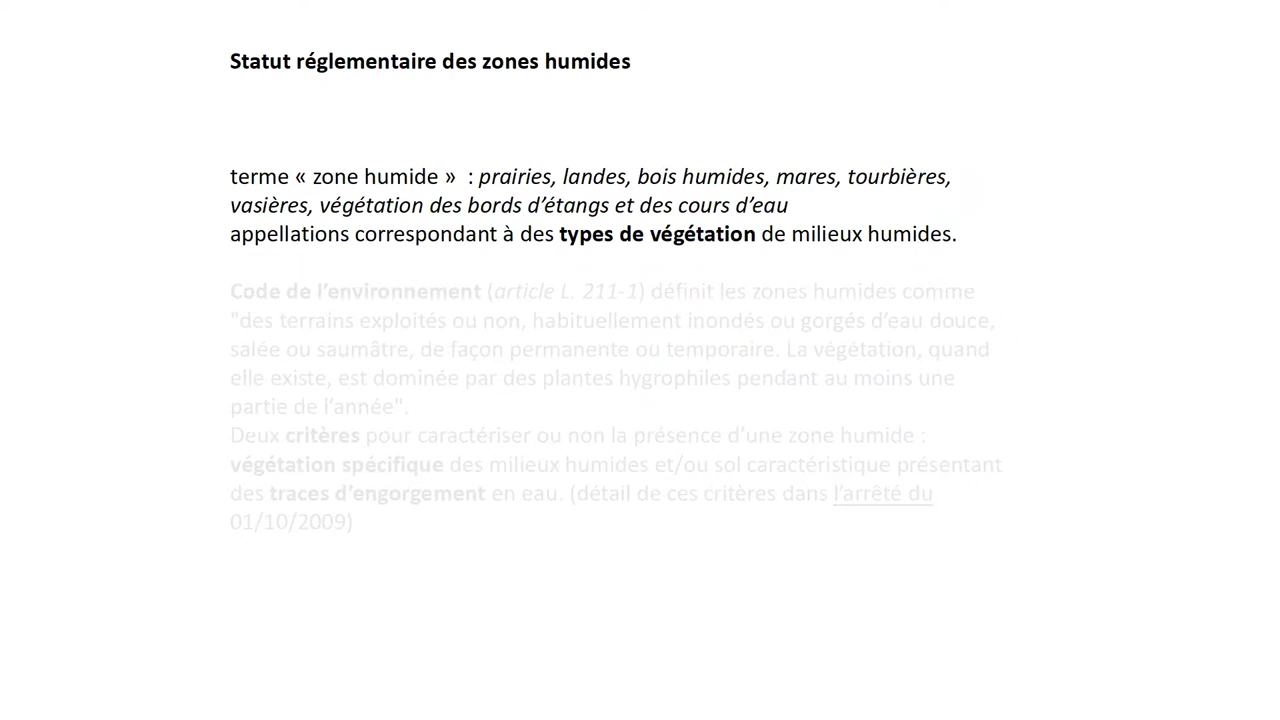 Statut réglementaire des zones humides
terme « zone humide »  : prairies, landes, bois humides, mares, tourbières,
vasières, végétation des bords d’étangs et des cours d’eau
appellations correspondant à des types de végétation de milieux humides.
Code de l’environnement (article L. 211-1) définit les zones humides comme
"des terrains exploités ou non, habituellement inondés ou gorgés d’eau douce,
salée ou saumâtre, de façon permanente ou temporaire. La végétation, quand
elle existe, est dominée par des plantes hygrophiles pendant au moins une
partie de l’année".
Deux critères pour caractériser ou non la présence d’une zone humide :
végétation spécifique des milieux humides et/ou sol caractéristique présentant
des traces d’engorgement en eau. (détail de ces critères dans l’arrêté du
01/10/2009)